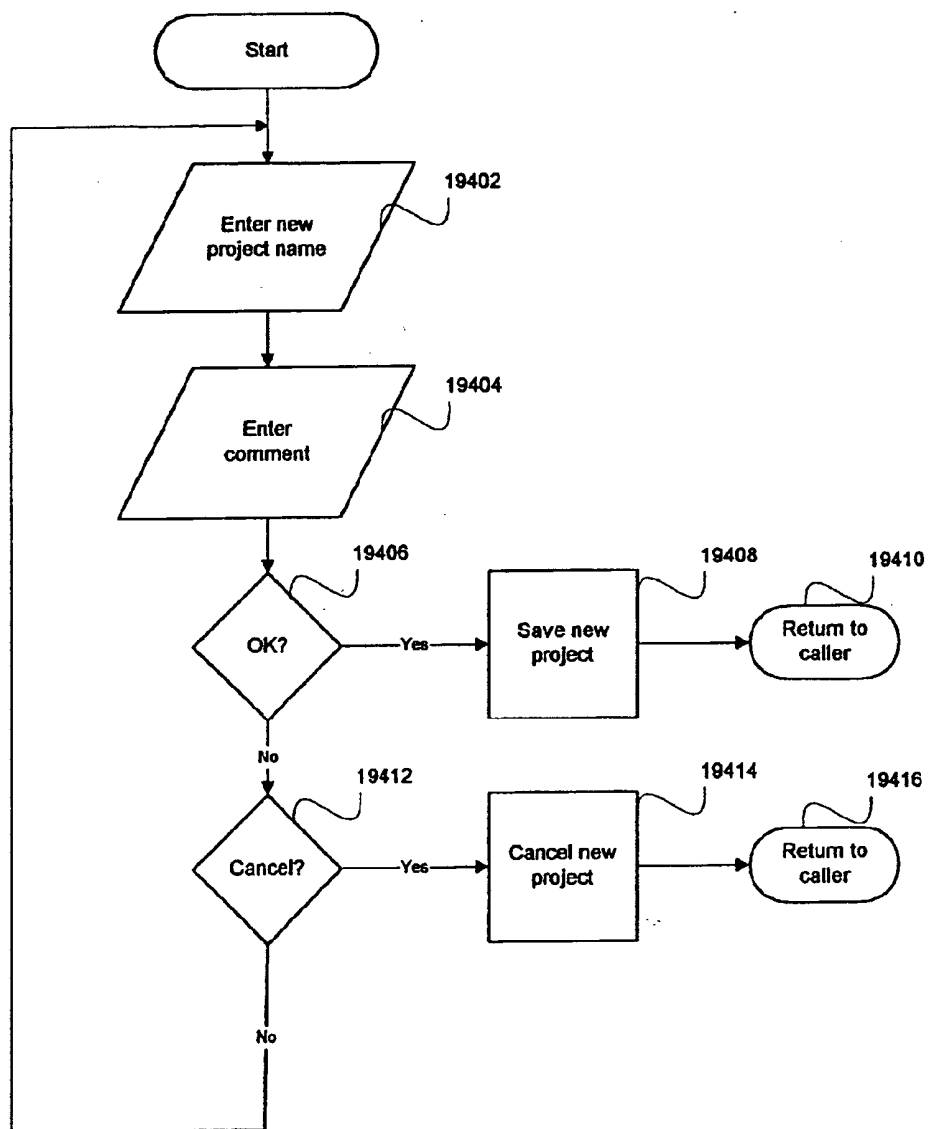 Start
19402
Enter new
project name
19404
Enter
comment
19406
OK?
Yes
19408
Save new
project
19410
Return to
caller
No
19412
Cancel?
Yes
19414
Cancel new
project
19416
Return to
caller
No